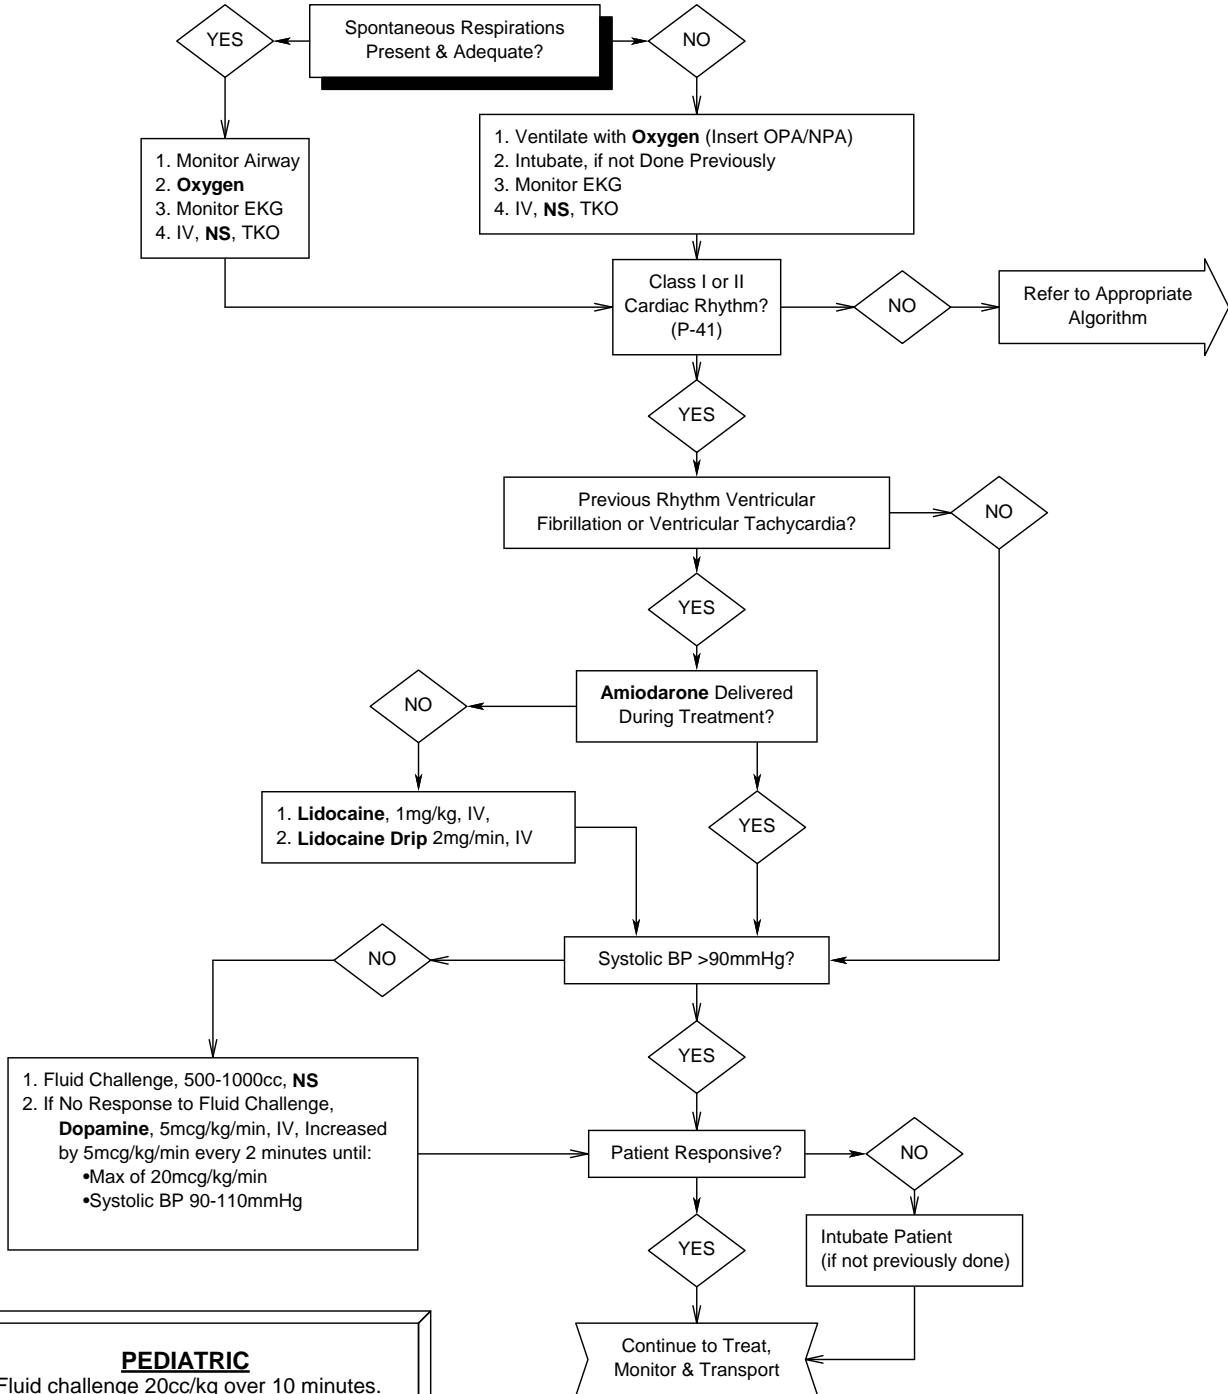 YES
Spontaneous Respirations
Present & Adequate?
NO
1. Monitor Airway
2. Oxygen
3. Monitor EKG
4. IV, NS, TKO
1. Ventilate with Oxygen (Insert OPA/NPA)
2. Intubate, if not Done Previously
3. Monitor EKG
4. IV, NS, TKO
Class I or II
Cardiac Rhythm?
(P-41)
NO
Refer to Appropriate
Algorithm
YES
Previous Rhythm Ventricular
Fibrillation or Ventricular Tachycardia?
NO
YES
Amiodarone Delivered
During Treatment?
NO
1. Lidocaine, 1mg/kg, IV,
2. Lidocaine Drip 2mg/min, IV
YES
Systolic BP >90mmHg?
NO
YES
1. Fluid Challenge, 500-1000cc, NS
2. If No Response to Fluid Challenge,
Dopamine, 5mcg/kg/min, IV, Increased
by 5mcg/kg/min every 2 minutes until:
•Max of 20mcg/kg/min
•Systolic BP 90-110mmHg
Patient Responsive?
NO
Intubate Patient
(if not previously done)
YES
Continue to Treat,
Monitor & Transport
PEDIATRIC
Fluid challenge 20cc/kg over 10 minutes.